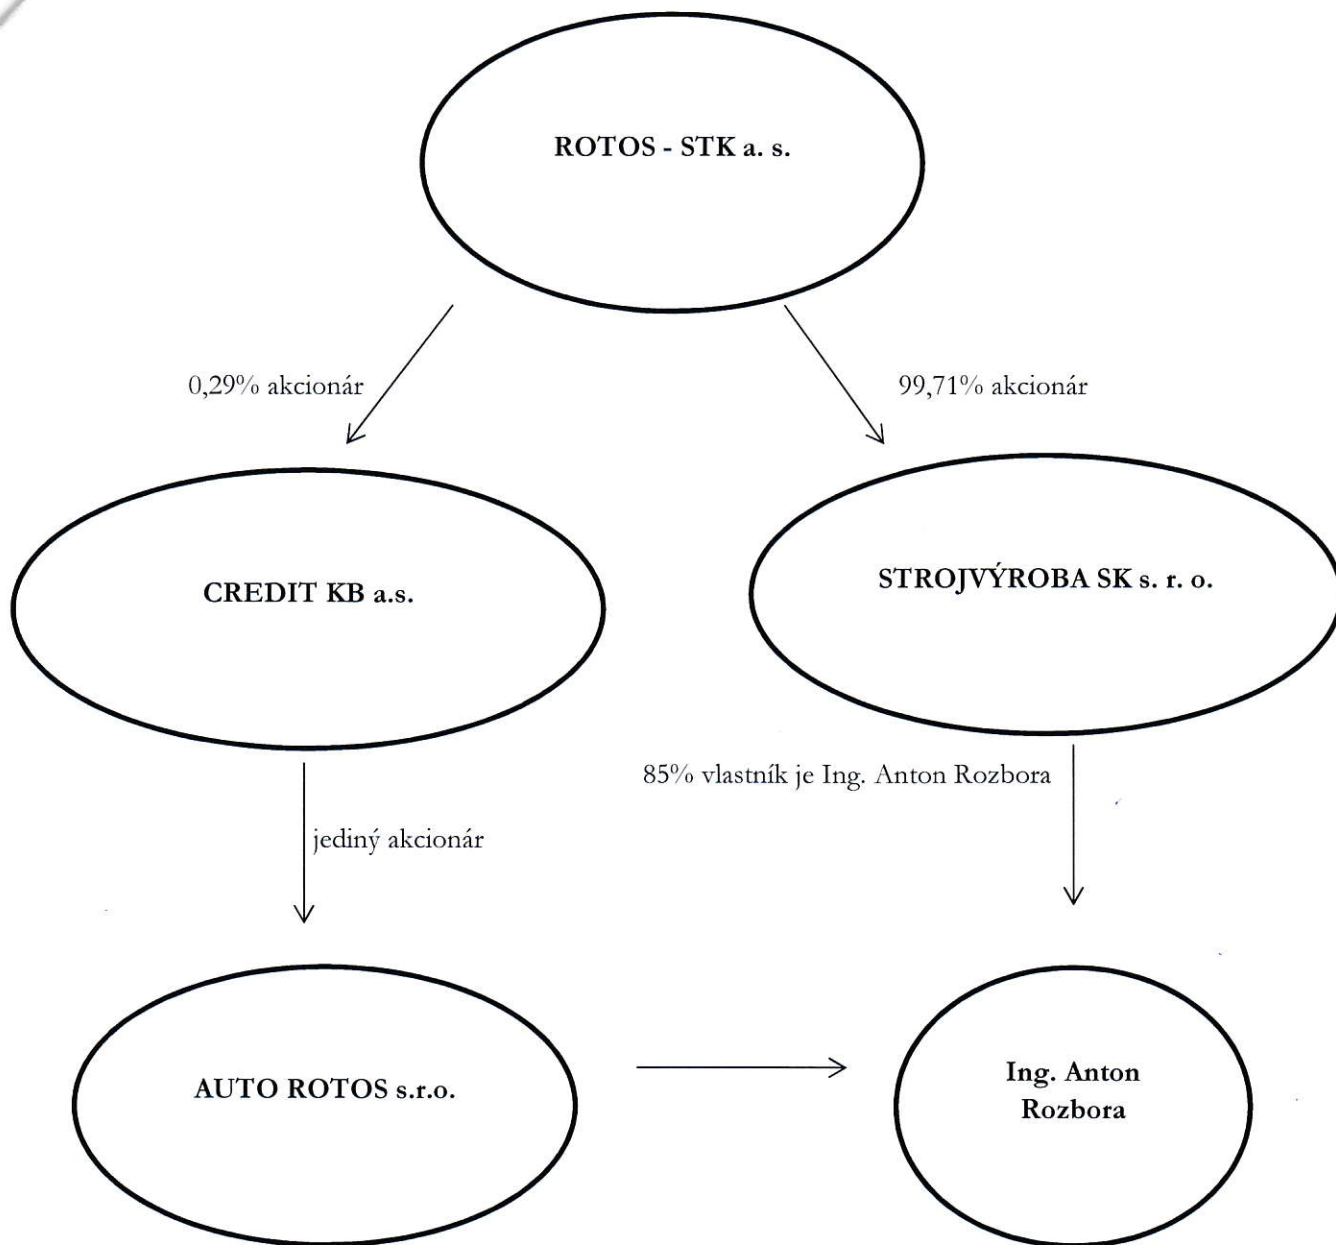 ROTOS - STK a. s.
0,29% akcionár
99,71% akcionár
CREDIT KB a.s.
STROJVÝROBA SK s. r. o.
85% vlastník je Ing. Anton Rozbora
jediný akcionár
AUTO ROTOS s.r.o.
Ing. Anton
Rozbora